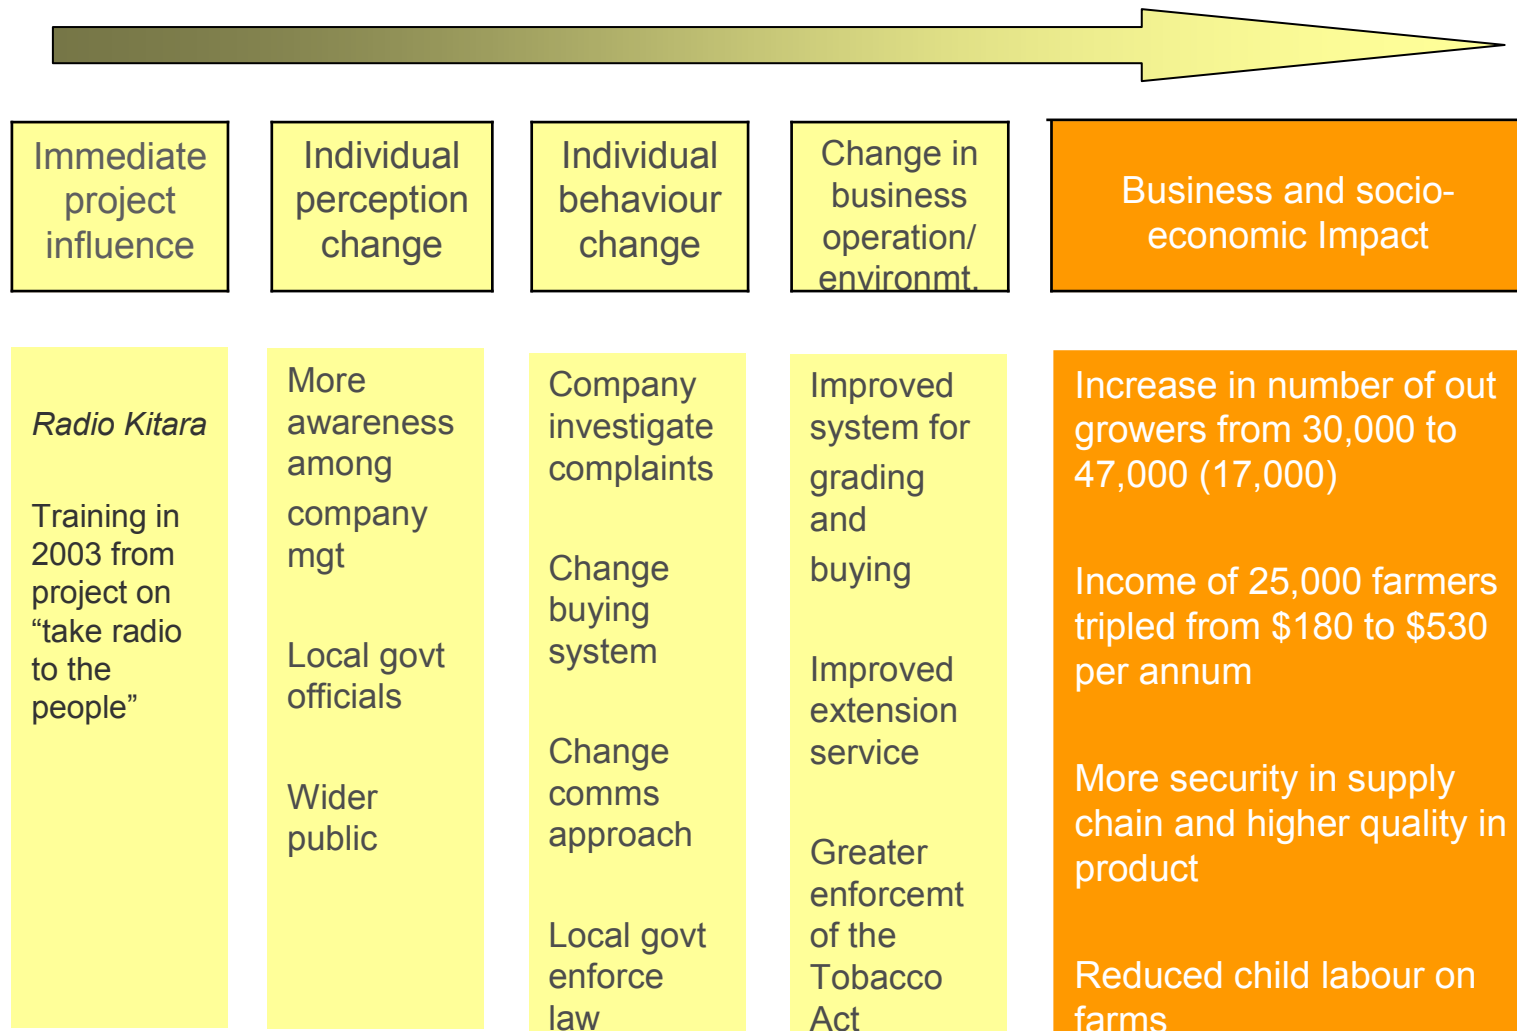 Immediate
project
influence
Individual
perception
change
Individual
behaviour
change
Change in
business
operation/
environmt.
Business and socio-
economic Impact
Radio Kitara
Training in
2003 from
project on
“take radio
to the
people”
More
awareness
among
company
mgt
Local govt
officials
Wider
public
Company
investigate
complaints
Change
buying
system
Change
comms
approach
Local govt
enforce
law
Improved
system for
grading
and
buying
Improved
extension
service
Greater
enforcemt
of the
Tobacco
Act
Increase in number of out
growers from 30,000 to
47,000 (17,000)
Income of 25,000 farmers
tripled from $180 to $530
per annum
More security in supply
chain and higher quality in
product
Reduced child labour on
farms